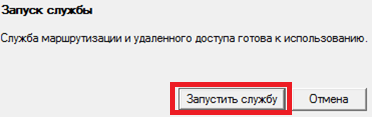 Запуск службы
Служба маршрутизации и удаленного доступа готова к использованию.
Запустить службу Отмена